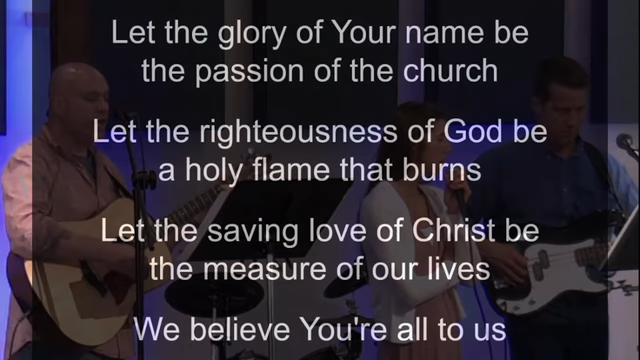 Let the glory of Your name be
the passion of the church
Let the righteousness of God be
a holy flame that burns
Let the saving love of Christ be
the measure of our lives
We believe You're all to us